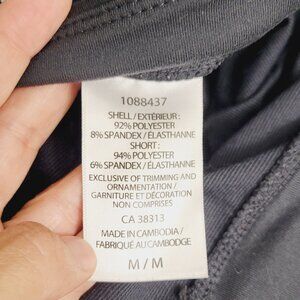 1088437
SHELL / EXTÉRIEUR :
92% POLYESTER
8% SPANDEX / ÉLASTHANNE
SHORT :
94% POLYESTER
6% SPANDEX / ÉLASTHANNE
EXCLUSIVE OF TRIMMING AND
ORNAMENTATION /
GARNITURE ET DÉCORATION
NON COMPRISES
CA 38313
MADE IN CAMBODIA /
FABRIQUÉ AU CAMBODGE
M / M